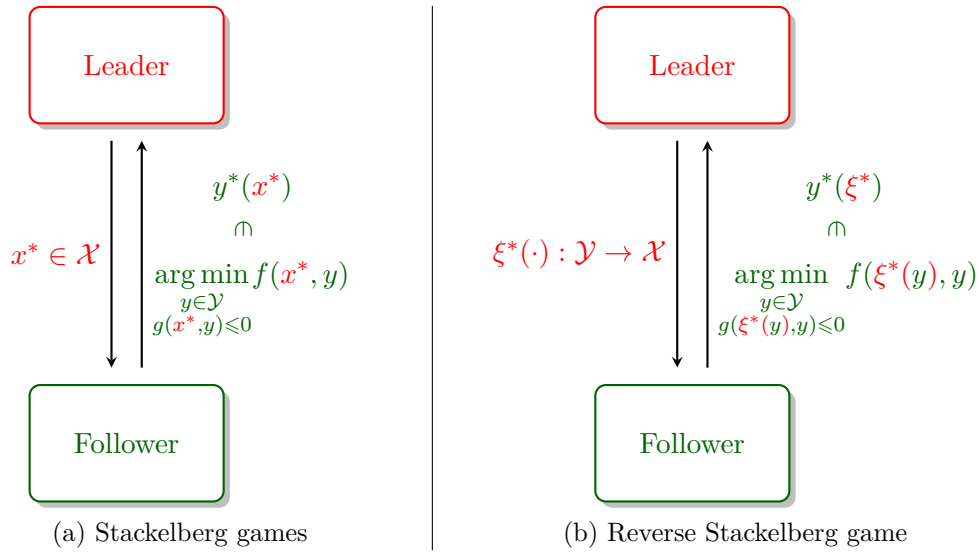 Leader
x* ∈ 𝒳
y*(x*)
⋒
arg min f(x*, y)
y∈𝒴
g(x*,y)⩽0
Follower
(a) Stackelberg games
Leader
ξ*(·) : 𝒴 → 𝒳
y*(ξ*)
⋒
arg min f(ξ*(y), y)
y∈𝒴
g(ξ*(y),y)⩽0
Follower
(b) Reverse Stackelberg game